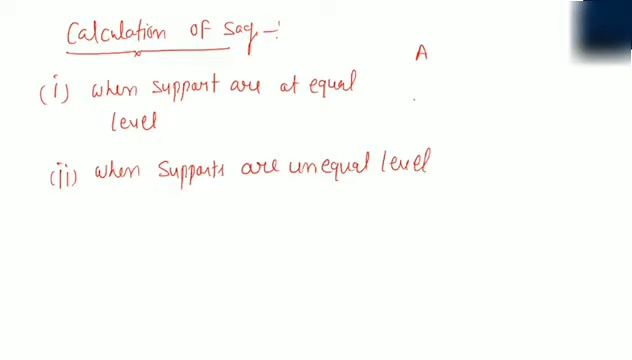 Calculation of Sag :-
A
(i) when support are at equal
level
(ii) when supports are unequal level